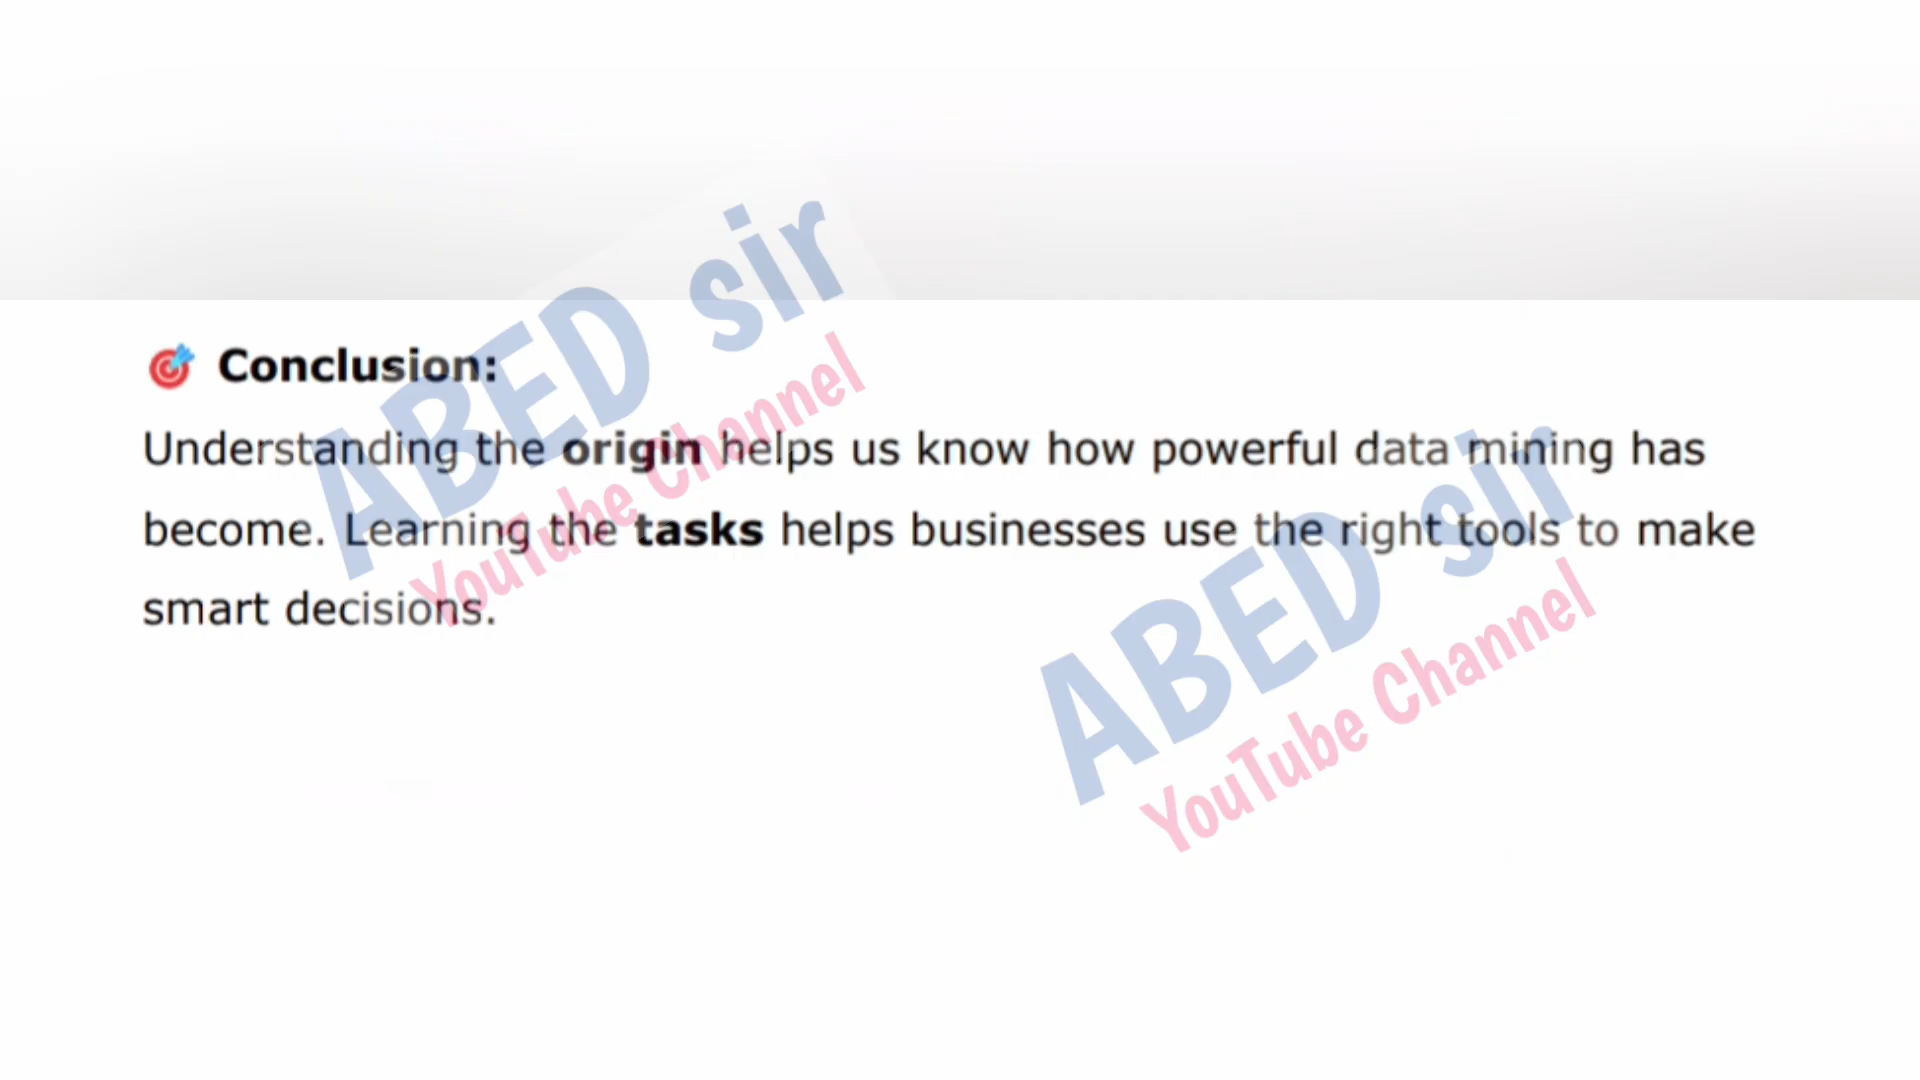 🎯 Conclusion:
Understanding the origin helps us know how powerful data mining has
become. Learning the tasks helps businesses use the right tools to make
smart decisions.
ABED sir
YouTube Channel
ABED sir
YouTube Channel